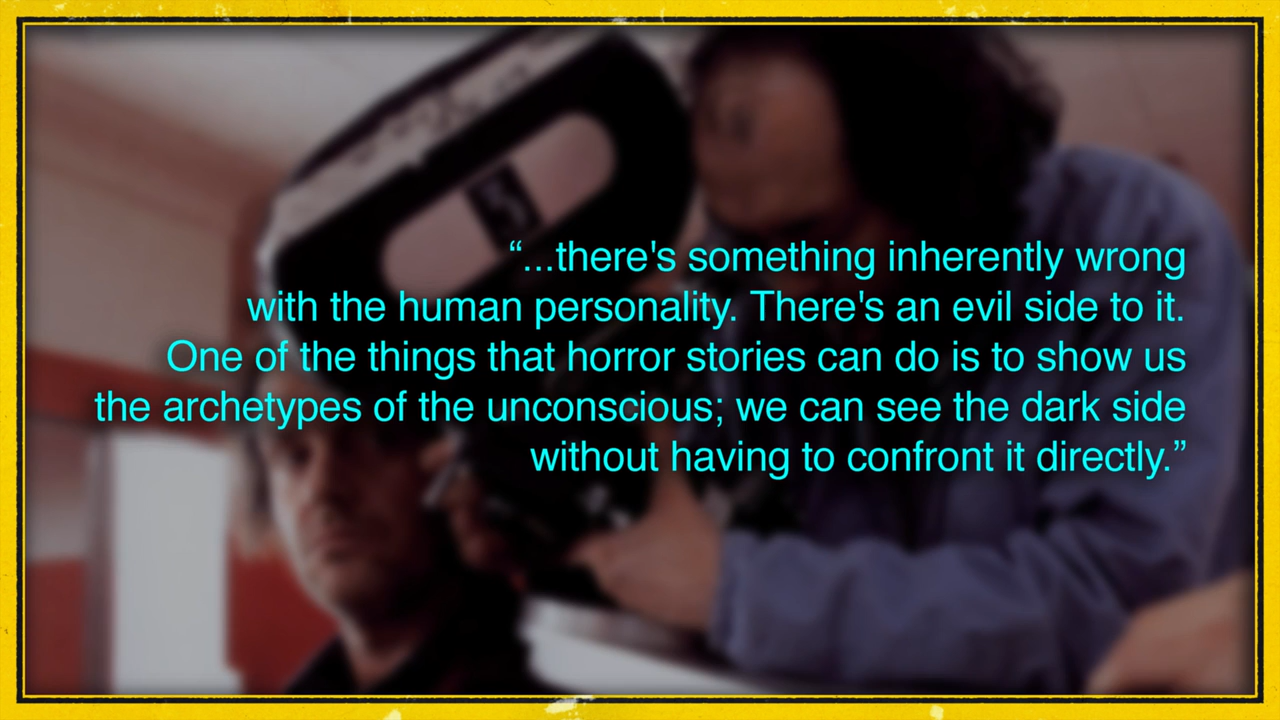 “...there's something inherently wrong
with the human personality. There's an evil side to it.
One of the things that horror stories can do is to show us
the archetypes of the unconscious; we can see the dark side
without having to confront it directly.”